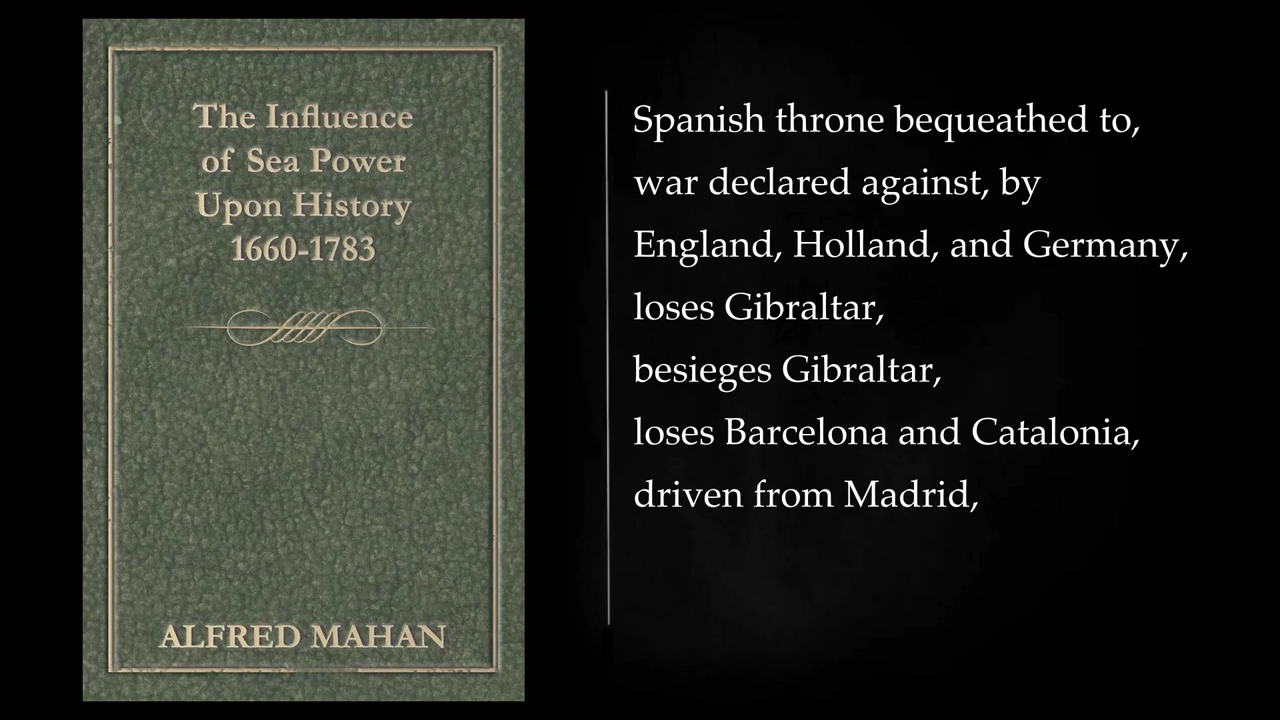 The Influence
of Sea Power
Upon History
1660-1783
ALFRED MAHAN
Spanish throne bequeathed to,
war declared against, by
England, Holland, and Germany,
loses Gibraltar,
besieges Gibraltar,
loses Barcelona and Catalonia,
driven from Madrid,